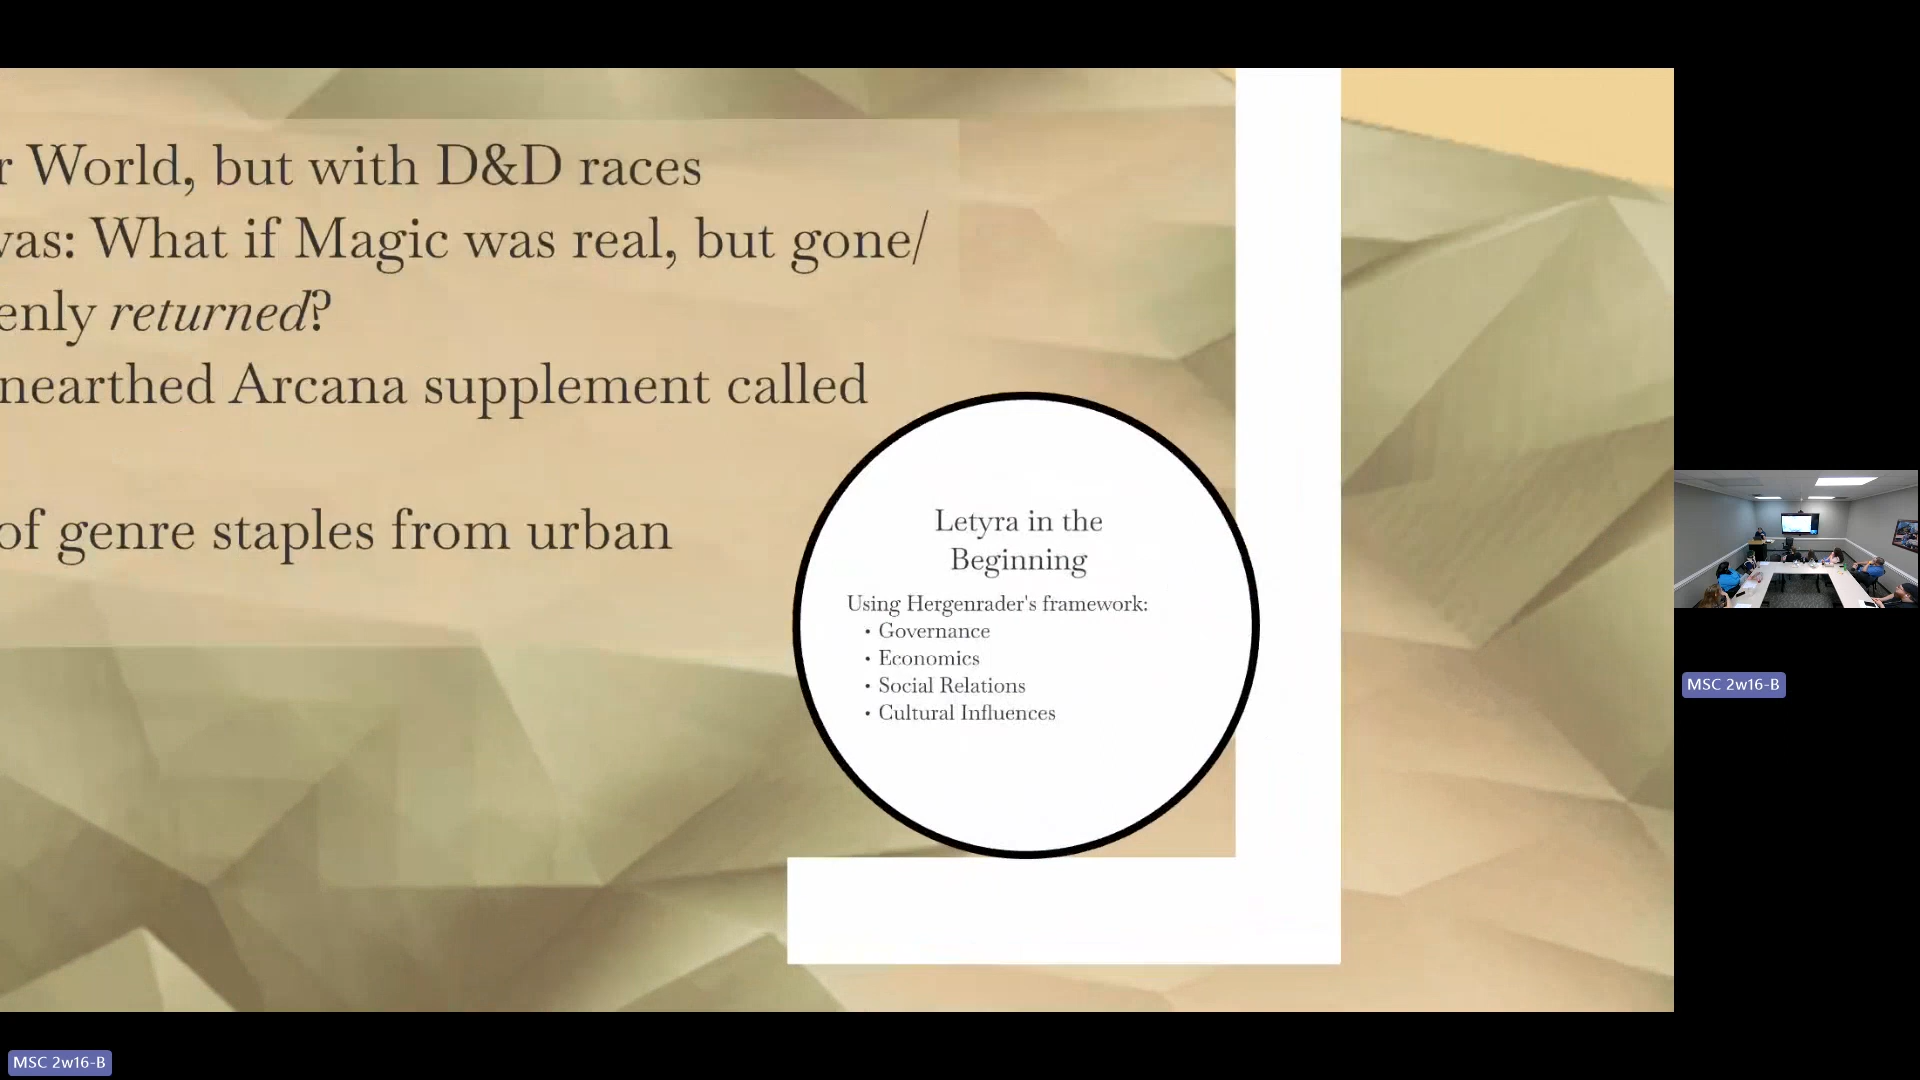 r World, but with D&D races
was: What if Magic was real, but gone/
enly returned?
nearthed Arcana supplement called
of genre staples from urban
Letyra in the
Beginning
Using Hergenrader's framework:
• Governance
• Economics
• Social Relations
• Cultural Influences
MSC 2w16-B
MSC 2w16-B